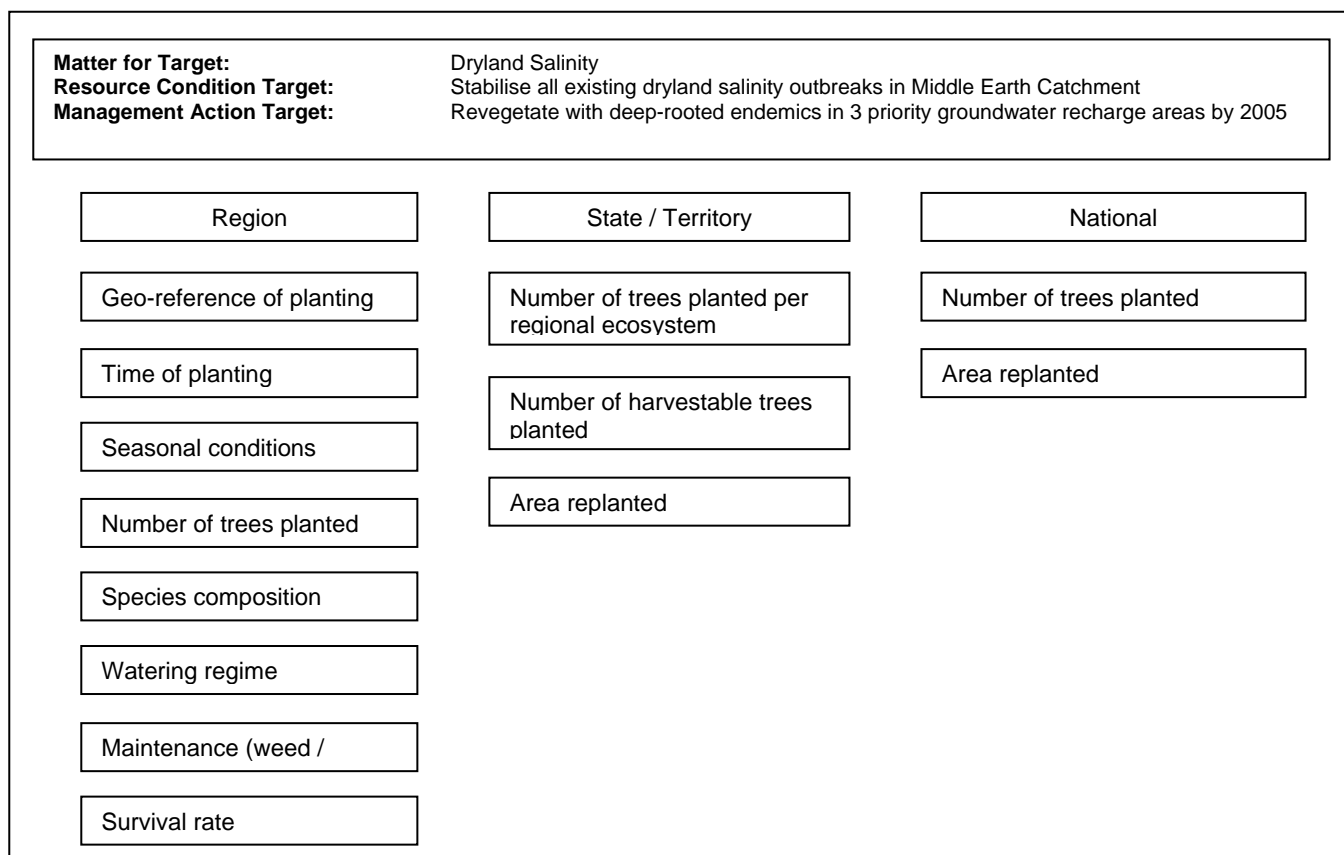 Matter for Target: Dryland Salinity
Resource Condition Target: Stabilise all existing dryland salinity outbreaks in Middle Earth Catchment
Management Action Target: Revegetate with deep-rooted endemics in 3 priority groundwater recharge areas by 2005
Region
Geo-reference of planting
Time of planting
Seasonal conditions
Number of trees planted
Species composition
Watering regime
Maintenance (weed /
Survival rate
State / Territory
Number of trees planted per
regional ecosystem
Number of harvestable trees
planted
Area replanted
National
Number of trees planted
Area replanted